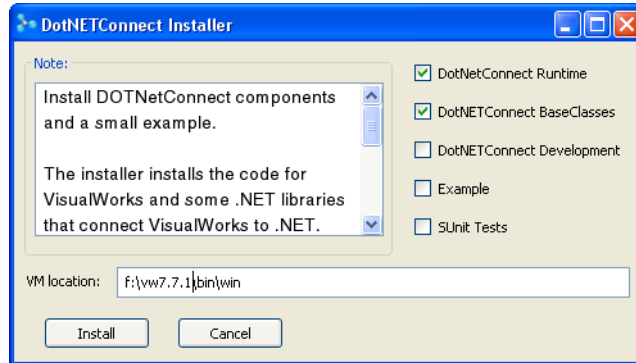 DotNETConnect Installer
Note:
Install DOTNetConnect components
and a small example.
The installer installs the code for
VisualWorks and some .NET libraries
that connect VisualWorks to .NET.
DotNetConnect Runtime
DotNETConnect BaseClasses
DotNETConnect Development
Example
SUnit Tests
VM location: f:\vw7.7.1\bin\win
Install Cancel